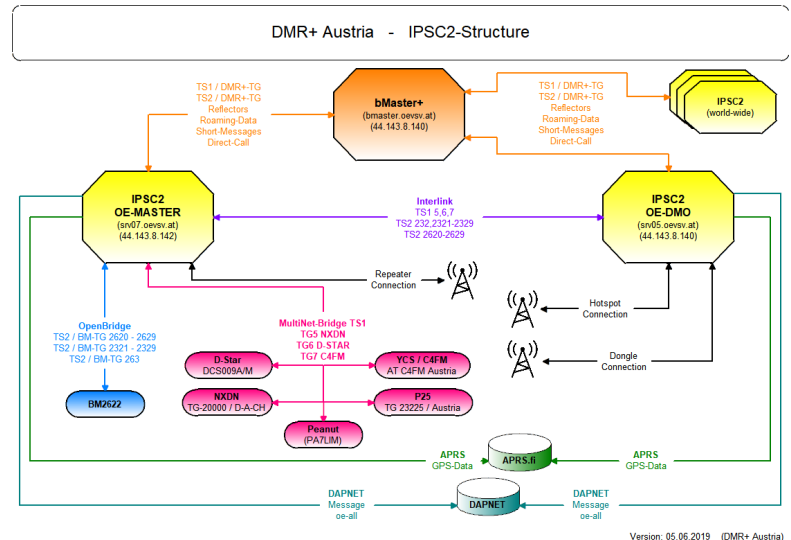 DMR+ Austria - IPSC2-Structure
TS1 / DMR+-TG
TS2 / DMR+-TG
Reflectors
Roaming-Data
Short-Messages
Direct-Call
bMaster+
(bmaster.oevsv.at)
(44.143.8.140)
TS1 / DMR+-TG
TS2 / DMR+-TG
Reflectors
Roaming-Data
Short-Messages
Direct-Call
IPSC2
(world-wide)
IPSC2
OE-MASTER
(srv07.oevsv.at)
(44.143.8.142)
Interlink
TS1 5,6,7
TS2 232,2321-2329
TS2 2620-2629
IPSC2
OE-DMO
(srv05.oevsv.at)
(44.143.8.140)
Repeater
Connection
Hotspot
Connection
Dongle
Connection
OpenBridge
TS2 / BM-TG 2620 - 2629
TS2 / BM-TG 2321 - 2329
TS2 / BM-TG 263
BM2622
MultiNet-Bridge TS1
TG5 NXDN
TG6 D-STAR
TG7 C4FM
D-Star
DCS009A/M
YCS / C4FM
AT C4FM Austria
NXDN
TG-20000 / D-A-CH
P25
TG 23225 / Austria
Peanut
(PA7LIM)
APRS
GPS-Data
APRS.fi
APRS
GPS-Data
DAPNET
Message
oe-all
DAPNET
DAPNET
Message
oe-all
Version: 05.06.2019 (DMR+ Austria)